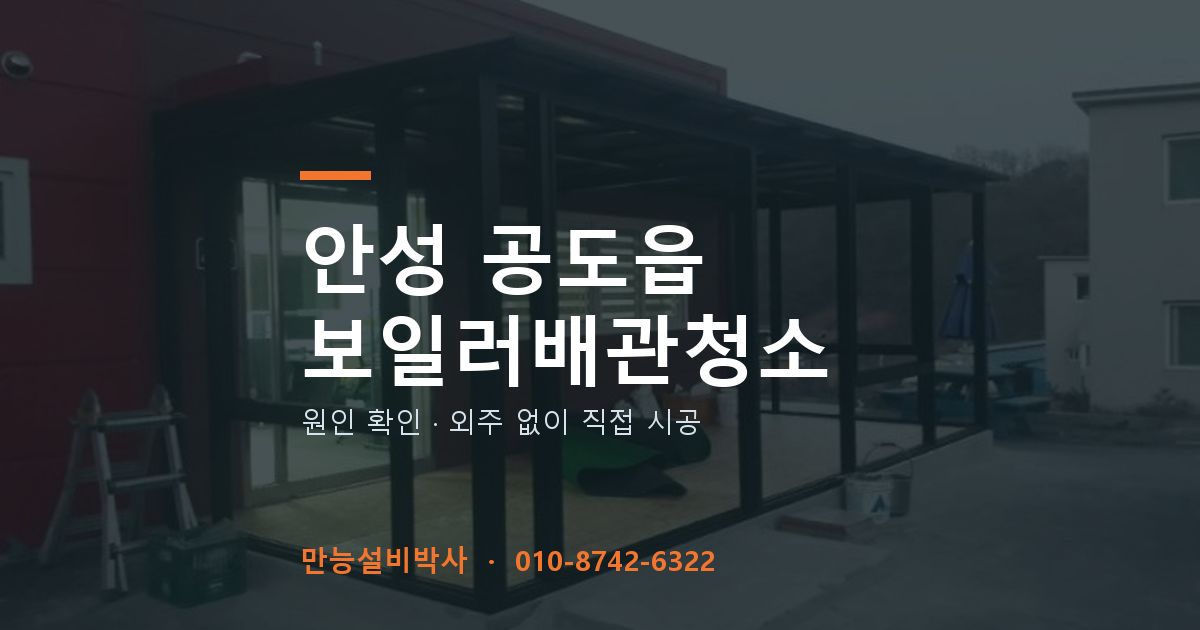 안성 공도읍
보일러배관청소
원인 확인 · 외주 없이 직접 시공
만능설비박사 · 010-8742-6322